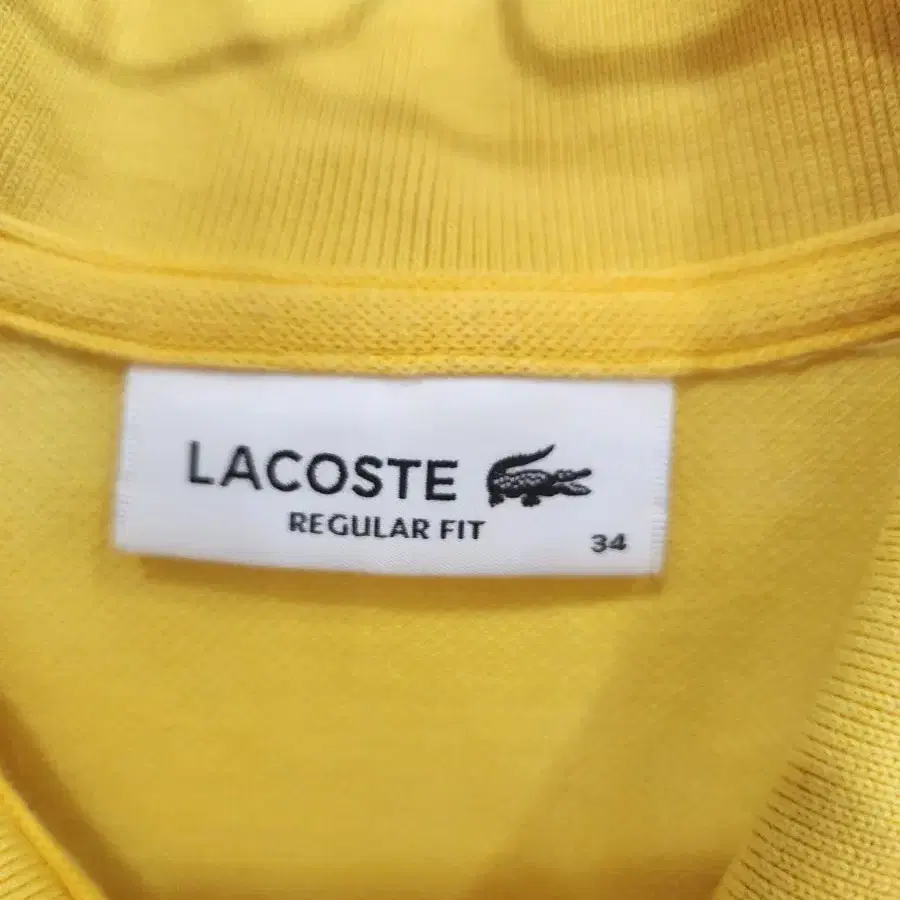 LACOSTE
REGULAR FIT
34